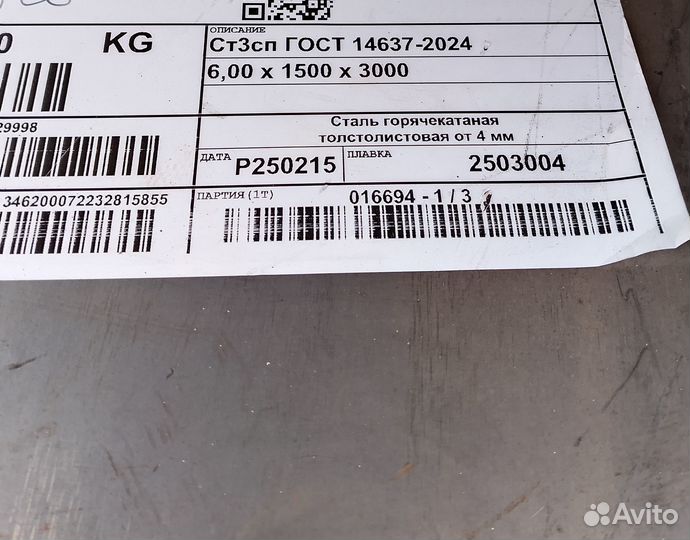 0 KG
ОПИСАНИЕ
Ст3сп ГОСТ 14637-2024
6,00 x 1500 x 3000
29998
Сталь горячекатаная
толстолистовая от 4 мм
ДАТА P250215 ПЛАВКА 2503004
346200072232815855
ПАРТИЯ (1Т) 016694 - 1 / 3
Avito